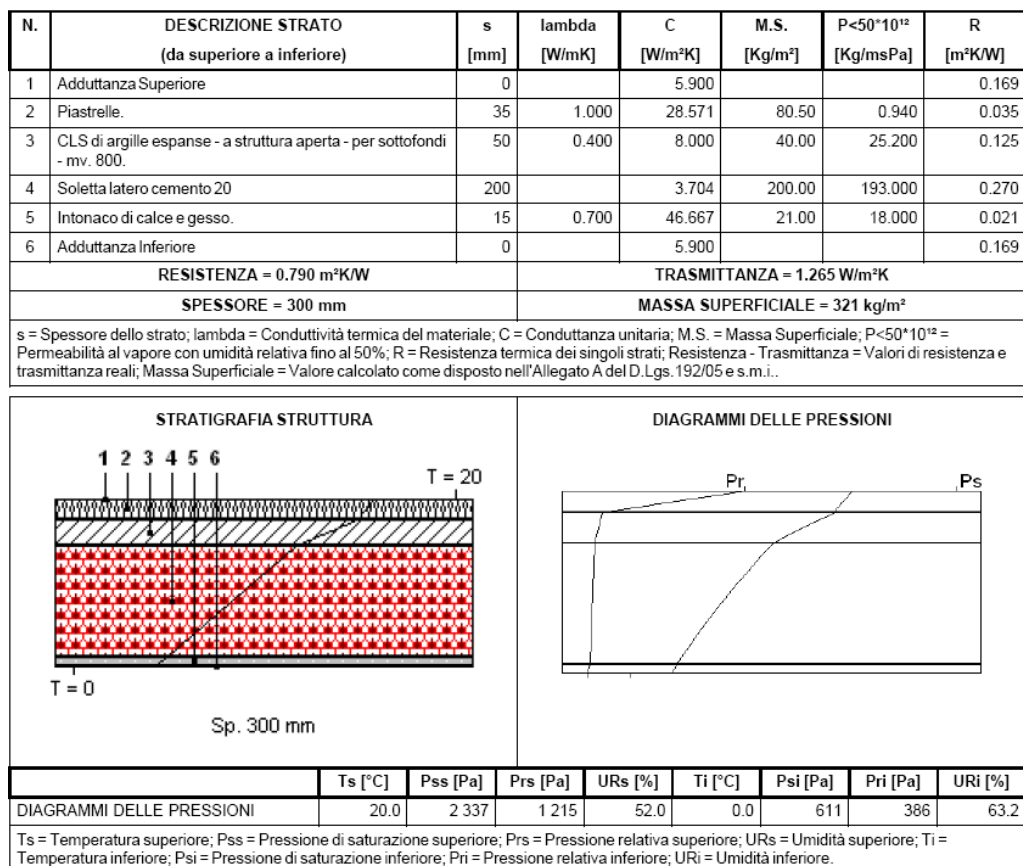 N. DESCRIZIONE STRATO s lambda C M.S. P<50*10¹² R
(da superiore a inferiore) [mm] [W/mK] [W/m²K] [Kg/m²] [Kg/msPa] [m²K/W]
1 Adduttanza Superiore 0 5.900 0.169
2 Piastrelle. 35 1.000 28.571 80.50 0.940 0.035
3 CLS di argille espanse - a struttura aperta - per sottofondi 50 0.400 8.000 40.00 25.200 0.125
- mv. 800.
4 Soletta latero cemento 20 200 3.704 200.00 193.000 0.270
5 Intonaco di calce e gesso. 15 0.700 46.667 21.00 18.000 0.021
6 Adduttanza Inferiore 0 5.900 0.169
RESISTENZA = 0.790 m²K/W TRASMITTANZA = 1.265 W/m²K
SPESSORE = 300 mm MASSA SUPERFICIALE = 321 kg/m²
s = Spessore dello strato; lambda = Conduttività termica del materiale; C = Conduttanza unitaria; M.S. = Massa Superficiale; P<50*10¹² =
Permeabilità al vapore con umidità relativa fino al 50%; R = Resistenza termica dei singoli strati; Resistenza - Trasmittanza = Valori di resistenza e
trasmittanza reali; Massa Superficiale = Valore calcolato come disposto nell'Allegato A del D.Lgs.192/05 e s.m.i..
STRATIGRAFIA STRUTTURA DIAGRAMMI DELLE PRESSIONI
1 2 3 4 5 6
T = 20
Pr Ps
T = 0
Sp. 300 mm
Ts [°C] Pss [Pa] Prs [Pa] URs [%] Ti [°C] Psi [Pa] Pri [Pa] URi [%]
DIAGRAMMI DELLE PRESSIONI 20.0 2 337 1 215 52.0 0.0 611 386 63.2
Ts = Temperatura superiore; Pss = Pressione di saturazione superiore; Prs = Pressione relativa superiore; URs = Umidità superiore; Ti =
Temperatura inferiore; Psi = Pressione di saturazione inferiore; Pri = Pressione relativa inferiore; URi = Umidità inferiore.